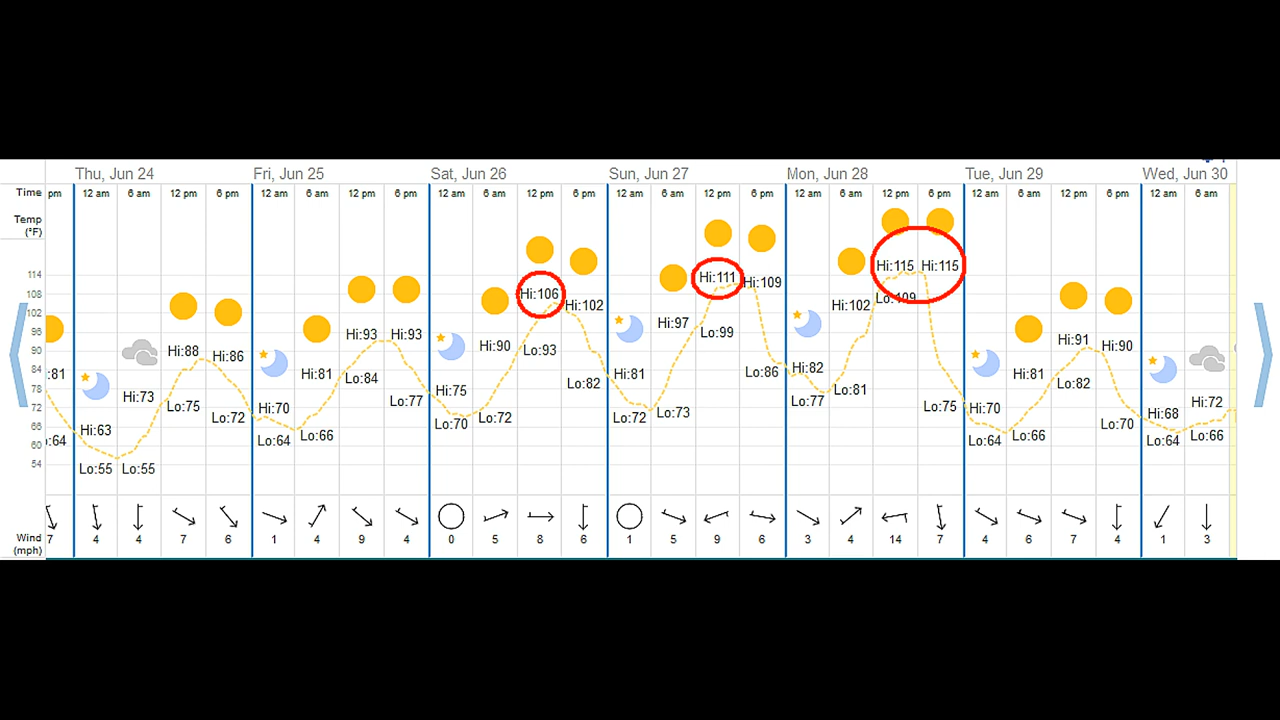 Thu, Jun 24 Fri, Jun 25 Sat, Jun 26 Sun, Jun 27 Mon, Jun 28 Tue, Jun 29 Wed, Jun 30
Time pm 12 am 6 am 12 pm 6 pm 12 am 6 am 12 pm 6 pm 12 am 6 am 12 pm 6 pm 12 am 6 am 12 pm 6 pm 12 am 6 am 12 pm 6 pm 12 am 6 am 12 pm 6 pm 12 am 6 am
Temp
(°F)
114
108
102
98
90
84
78
72
66
60
54
:81 Hi:63 Hi:73 Hi:88 Hi:86 Hi:70 Hi:81 Hi:93 Hi:93 Hi:75 Hi:90 Hi:106 Hi:102 Hi:81 Hi:97 Hi:111 Hi:109 Hi:82 Hi:102 Hi:115 Hi:115 Hi:70 Hi:81 Hi:91 Hi:90 Hi:68 Hi:72
:64 Lo:55 Lo:55 Lo:75 Lo:72 Lo:64 Lo:66 Lo:84 Lo:77 Lo:70 Lo:72 Lo:93 Lo:82 Lo:72 Lo:73 Lo:99 Lo:86 Lo:77 Lo:81 Lo:109 Lo:75 Lo:64 Lo:66 Lo:82 Lo:70 Lo:64 Lo:66
Wind 7 4 4 7 6 1 4 9 4 0 5 8 6 1 5 9 6 3 4 14 7 4 6 7 4 1 3
(mph)